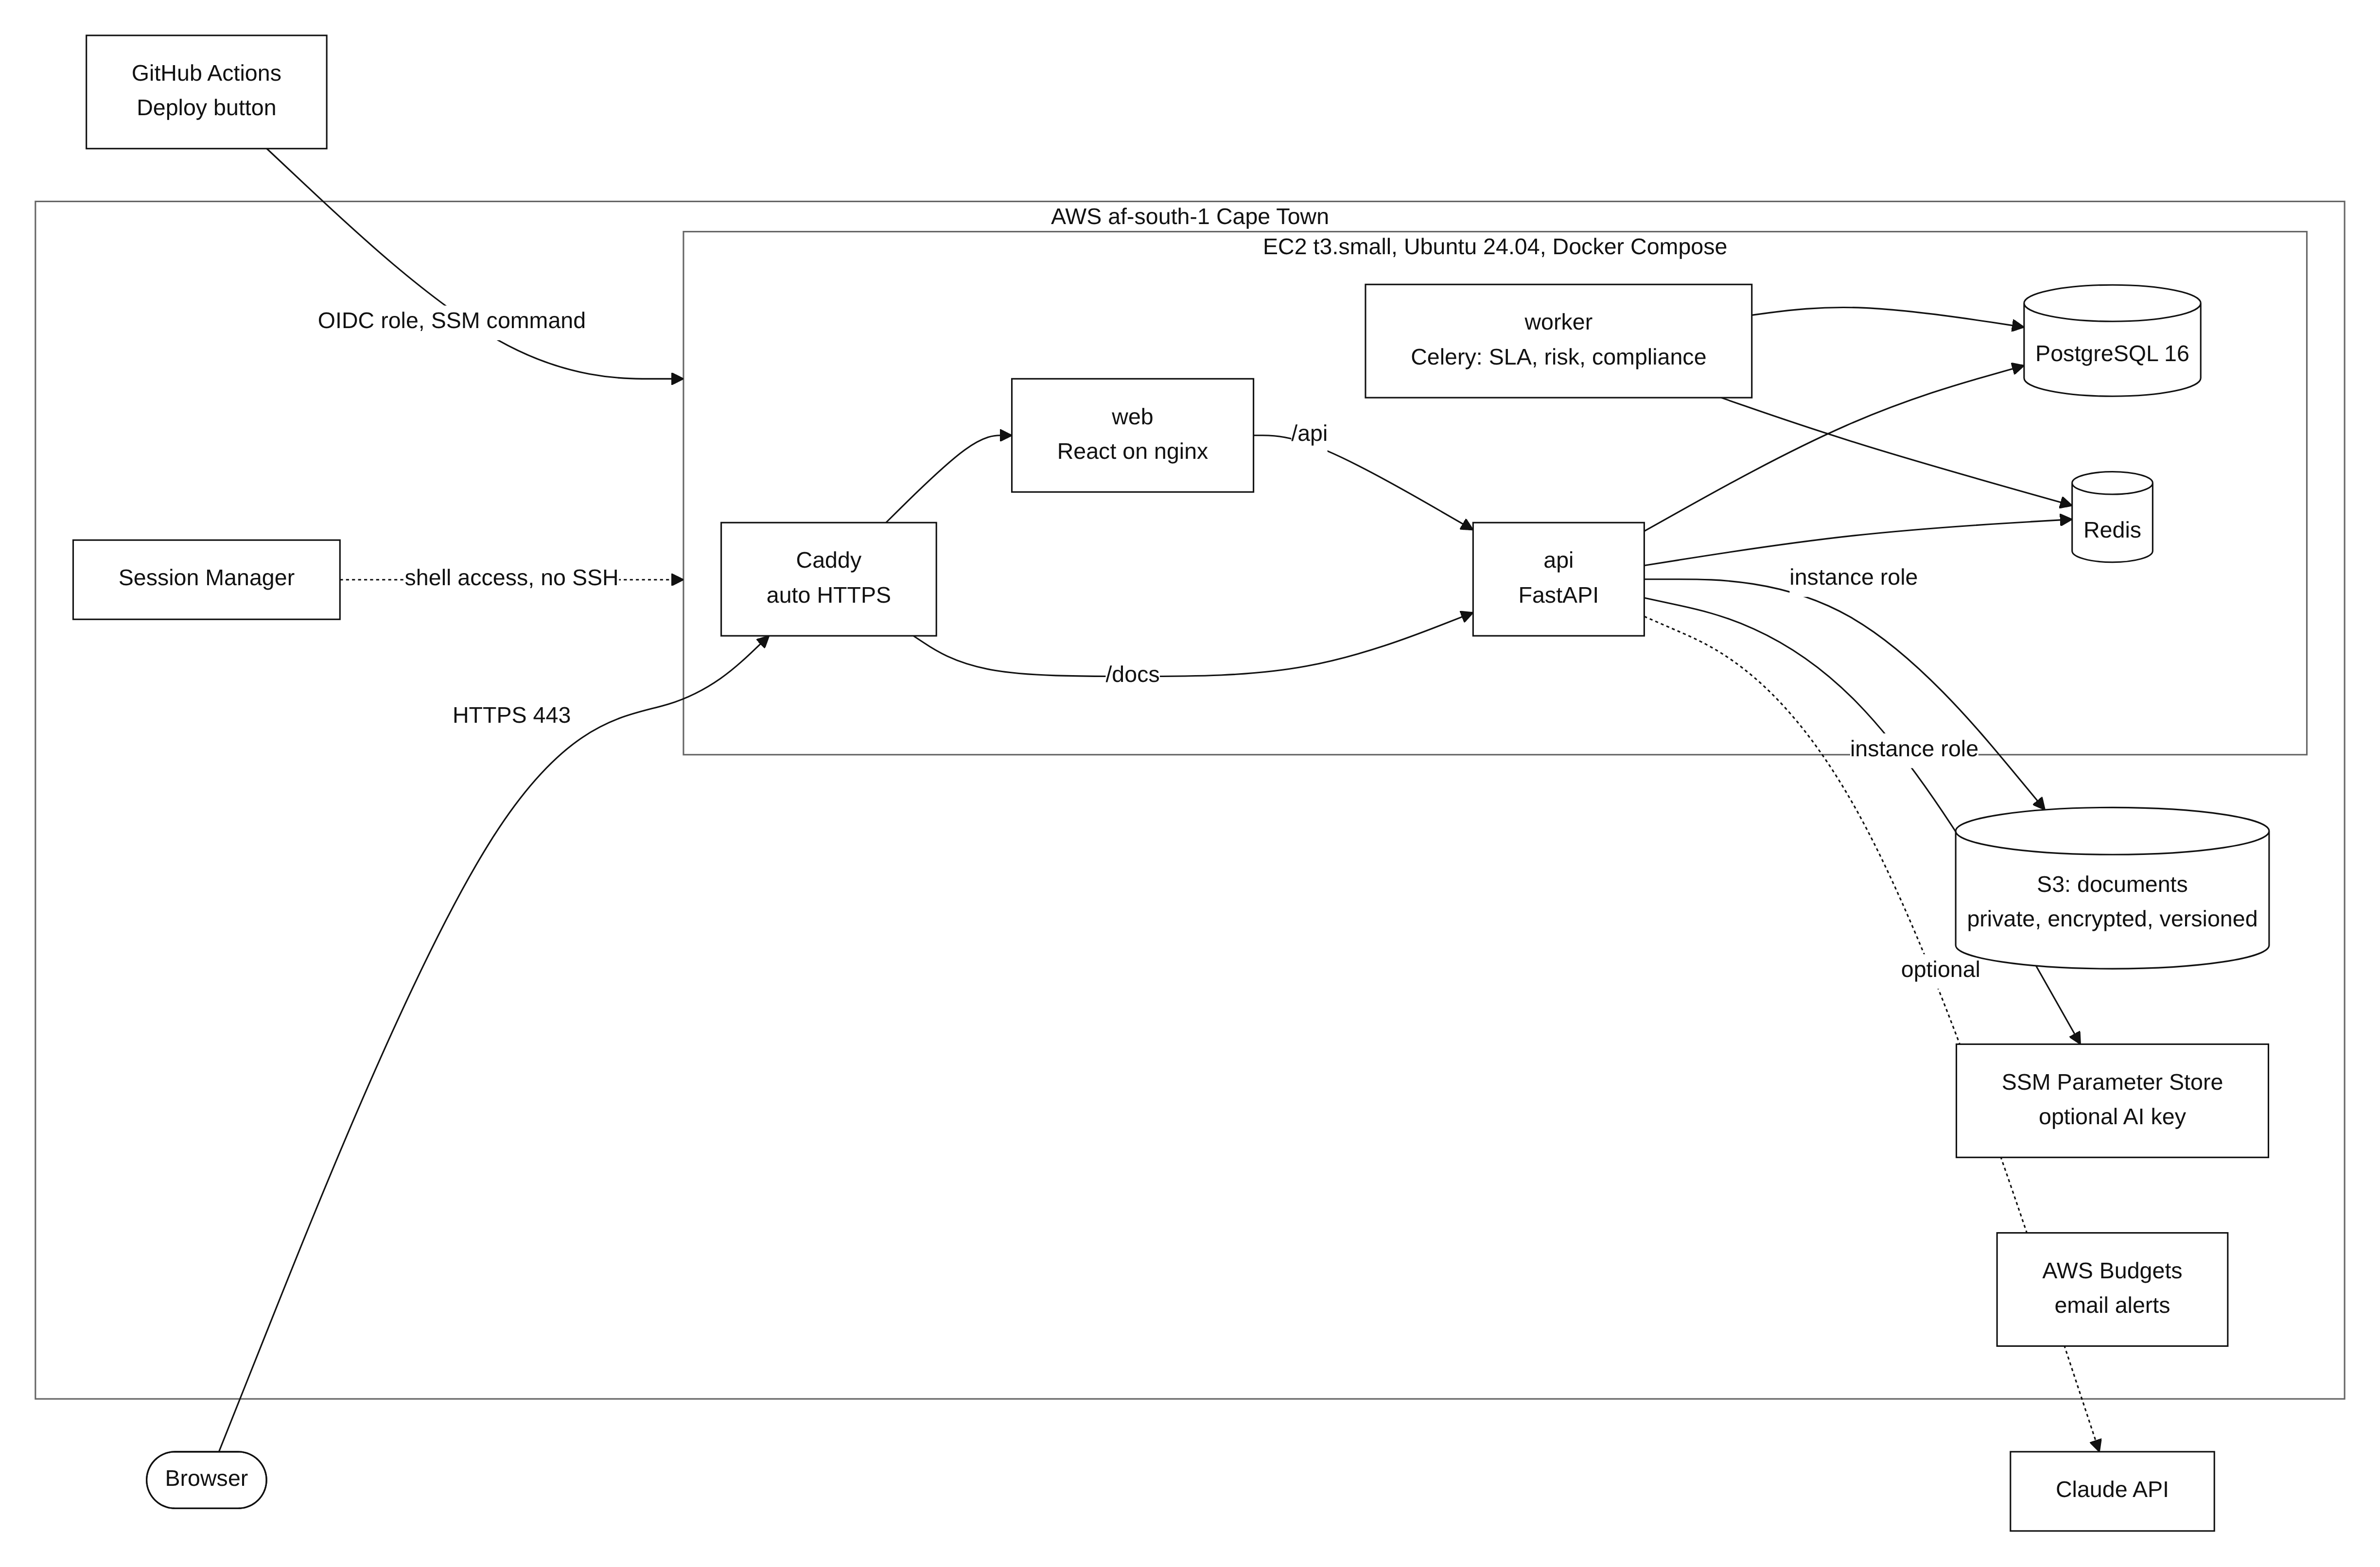 GitHub Actions
Deploy button
AWS af-south-1 Cape Town
EC2 t3.small, Ubuntu 24.04, Docker Compose
OIDC role, SSM command
worker
Celery: SLA, risk, compliance
PostgreSQL 16
web
React on nginx
/api
Redis
Session Manager
shell access, no SSH
Caddy
auto HTTPS
api
FastAPI
instance role
/docs
HTTPS 443
instance role
S3: documents
private, encrypted, versioned
optional
SSM Parameter Store
optional AI key
AWS Budgets
email alerts
Browser
Claude API